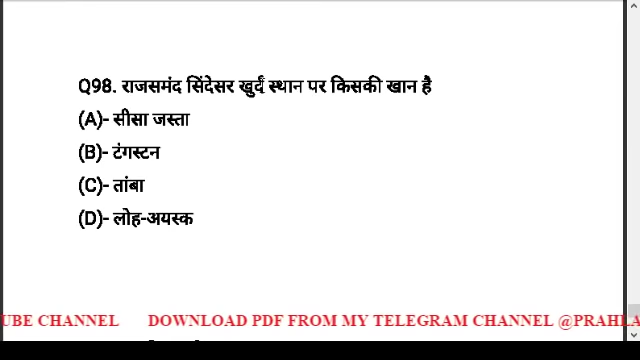 Q98. राजसमंद सिंदेसर खुर्द स्थान पर किसकी खान है
(A)- सीसा जस्ता
(B)- टंगस्टन
(C)- तांबा
(D)- लोह-अयस्क
UBE CHANNEL DOWNLOAD PDF FROM MY TELEGRAM CHANNEL @PRAHLA